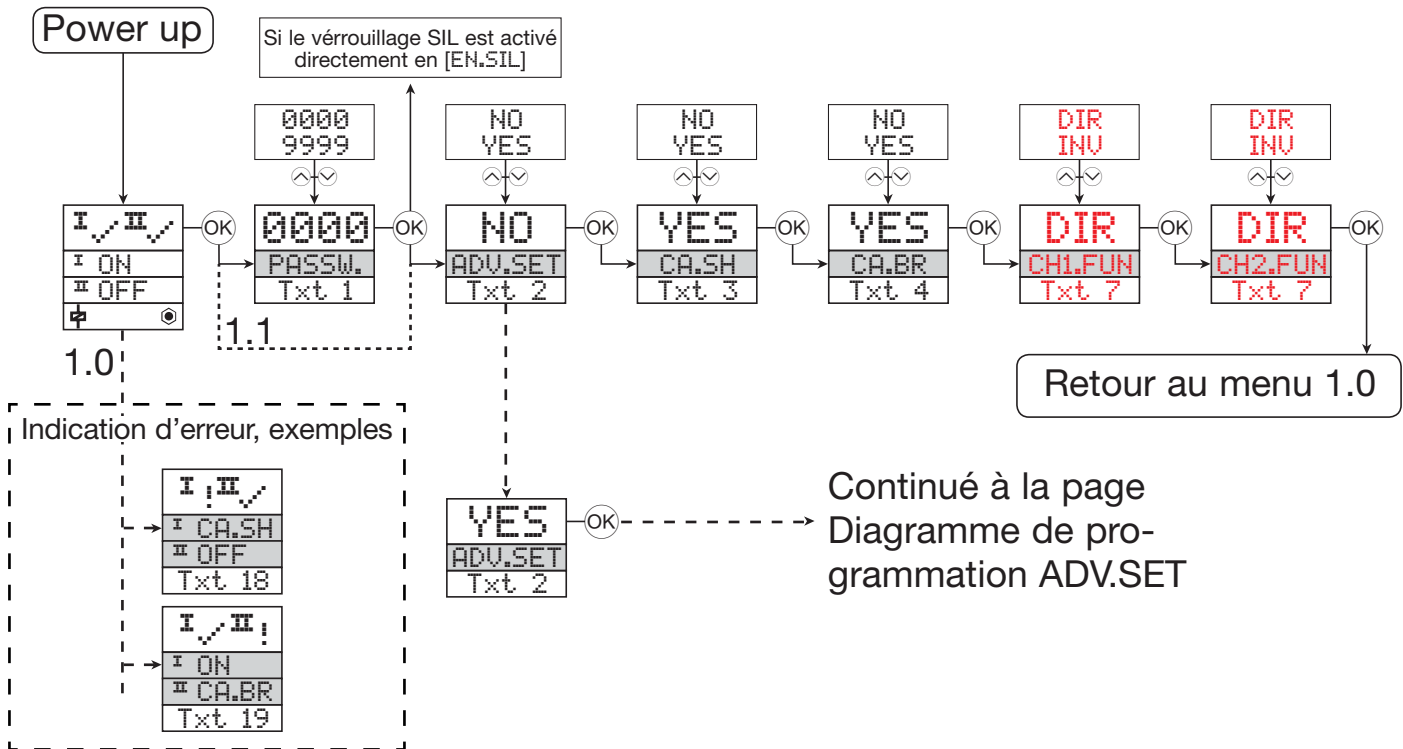 Power up
Si le vérrouillage SIL est activé
directement en [EN.SIL]
0000
9999
NO
YES
NO
YES
NO
YES
DIR
INV
DIR
INV
I II
I ON
II OFF
OK
0000
PASSW.
Txt 1
OK
NO
ADV.SET
Txt 2
OK
YES
CA.SH
Txt 3
OK
YES
CA.BR
Txt 4
OK
DIR
CH1.FUN
Txt 7
OK
DIR
CH2.FUN
Txt 7
OK
1.1
1.0
Retour au menu 1.0
Indication d'erreur, exemples
I ! II
I CA.SH
II OFF
Txt 18
I II !
I ON
II CA.BR
Txt 19
YES
ADV.SET
Txt 2
OK
Continué à la page
Diagramme de pro-
grammation ADV.SET